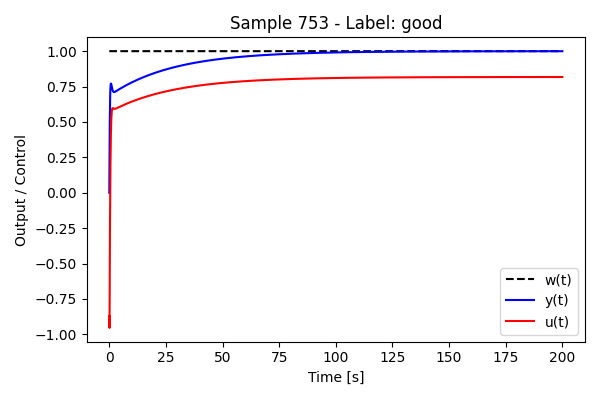 Sample 753 - Label: good
Output / Control
1.00
0.75
0.50
0.25
0.00
−0.25
−0.50
−0.75
−1.00
w(t)
y(t)
u(t)
0 25 50 75 100 125 150 175 200
Time [s]